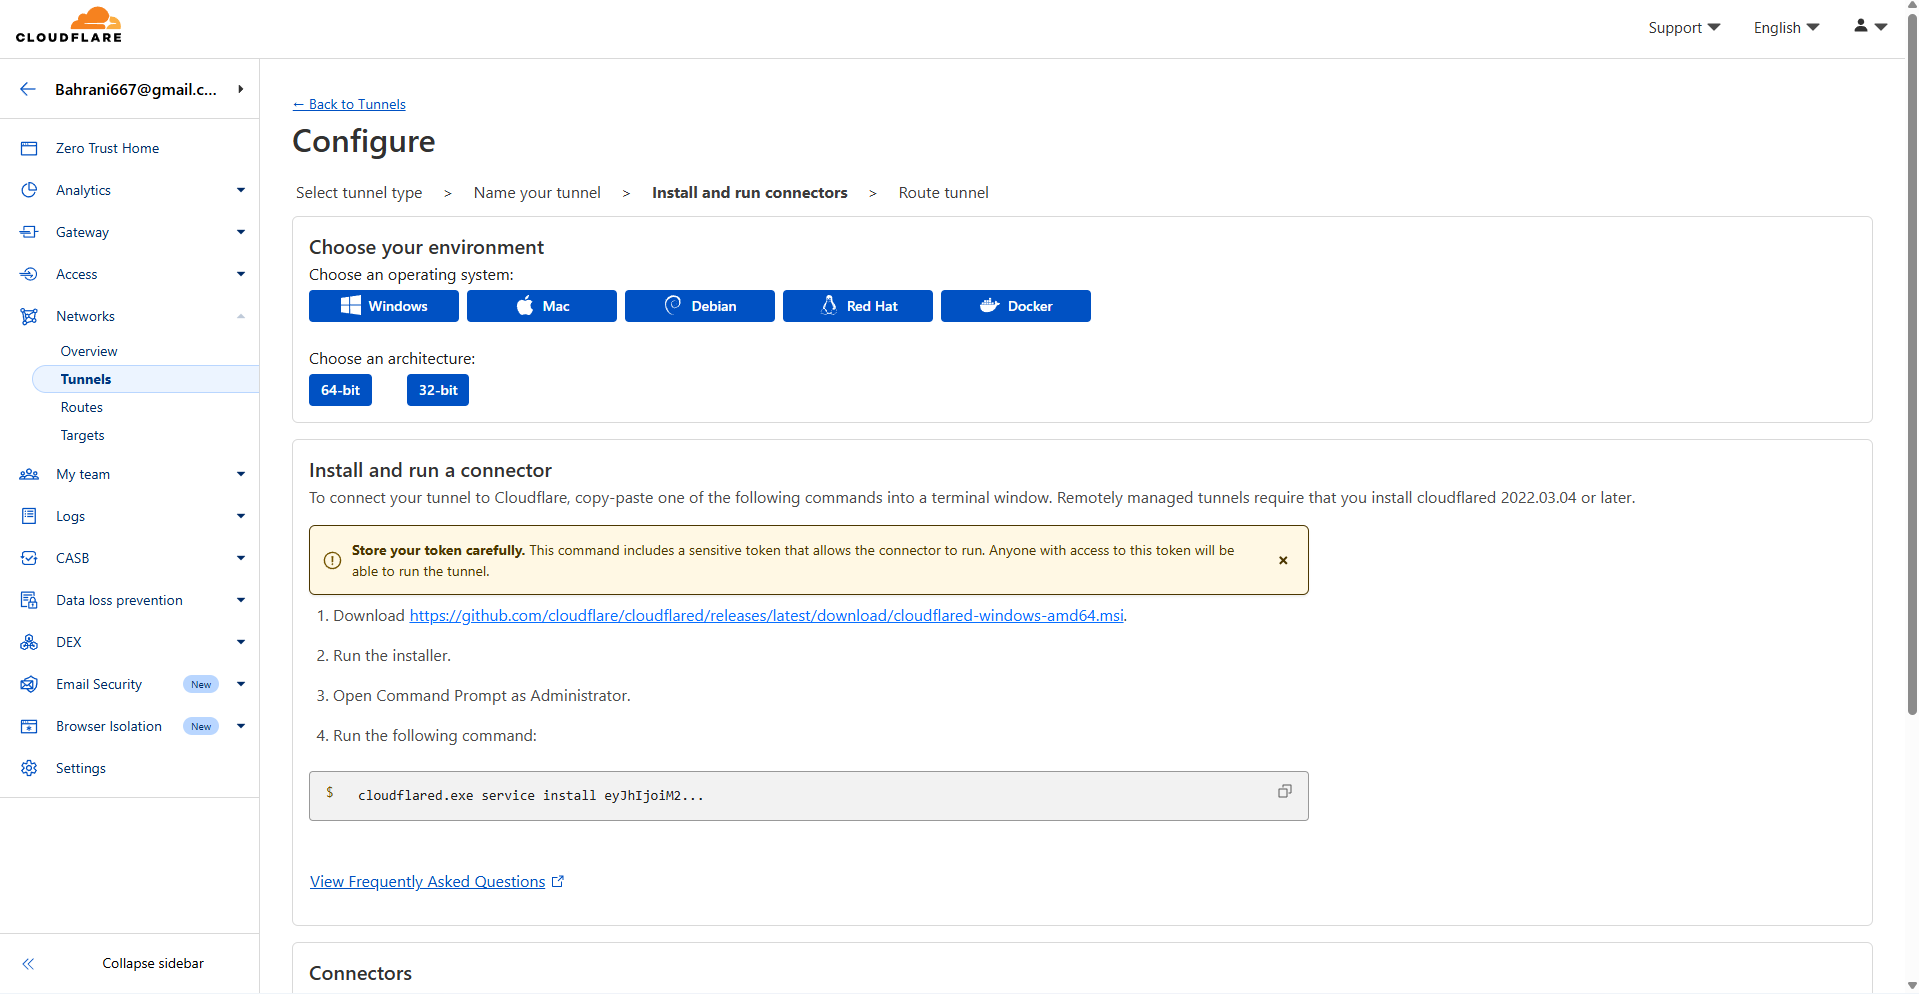 CLOUDFLARE
Support
English
Bahrani667@gmail.c...
Zero Trust Home
Analytics
Gateway
Access
Networks
Overview
Tunnels
Routes
Targets
My team
Logs
CASB
Data loss prevention
DEX
Email Security New
Browser Isolation New
Settings
Collapse sidebar
← Back to Tunnels
Configure
Select tunnel type > Name your tunnel > Install and run connectors > Route tunnel
Choose your environment
Choose an operating system:
Windows Mac Debian Red Hat Docker
Choose an architecture:
64-bit 32-bit
Install and run a connector
To connect your tunnel to Cloudflare, copy-paste one of the following commands into a terminal window. Remotely managed tunnels require that you install cloudflared 2022.03.04 or later.
Store your token carefully. This command includes a sensitive token that allows the connector to run. Anyone with access to this token will be
able to run the tunnel.
1. Download https://github.com/cloudflare/cloudflared/releases/latest/download/cloudflared-windows-amd64.msi.
2. Run the installer.
3. Open Command Prompt as Administrator.
4. Run the following command:
$ cloudflared.exe service install eyJhIjoiM2...
View Frequently Asked Questions
Connectors